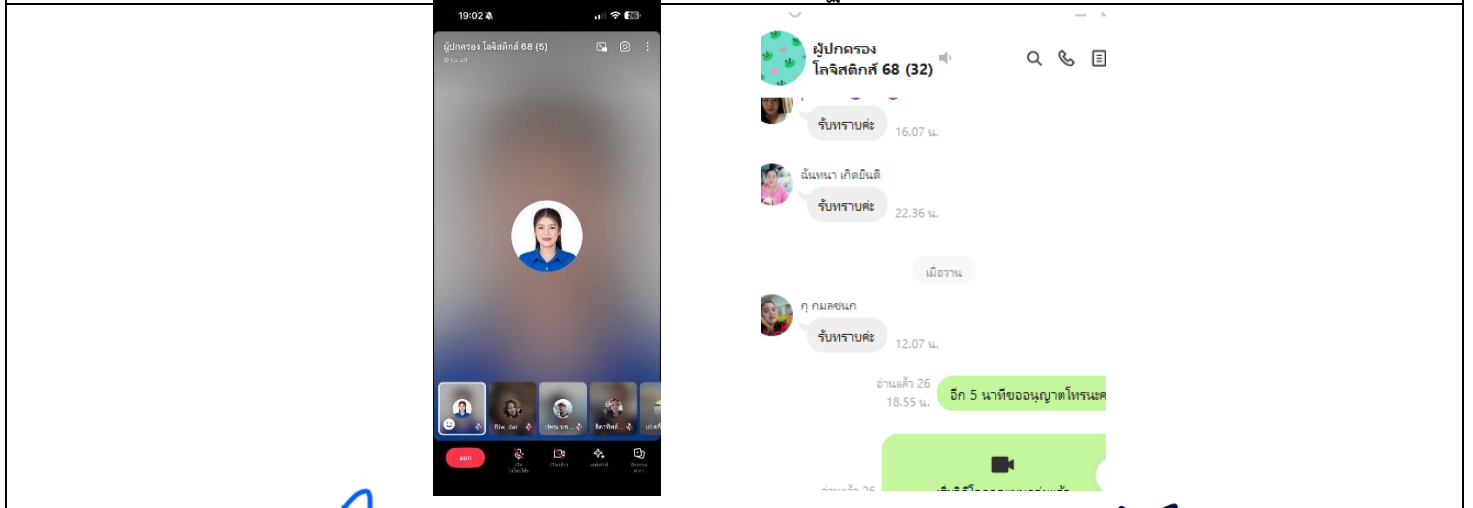 19:02
26
ผู้ปกครอง โลจิสติกส์ 68 (5)
02:29
Biw_dar
ออก
ผู้ปกครอง
โลจิสติกส์ 68 (32)
รับทราบค่ะ
16.07 น.
ฉันทนา เกิดยินดี
รับทราบค่ะ
22.36 น.
เมื่อวาน
กุ กมลชนก
รับทราบค่ะ
12.07 น.
อ่านแล้ว 26
18.55 น.
อีก 5 นาทีขออนุญาตโทรนะค
อ่านแล้ว 26